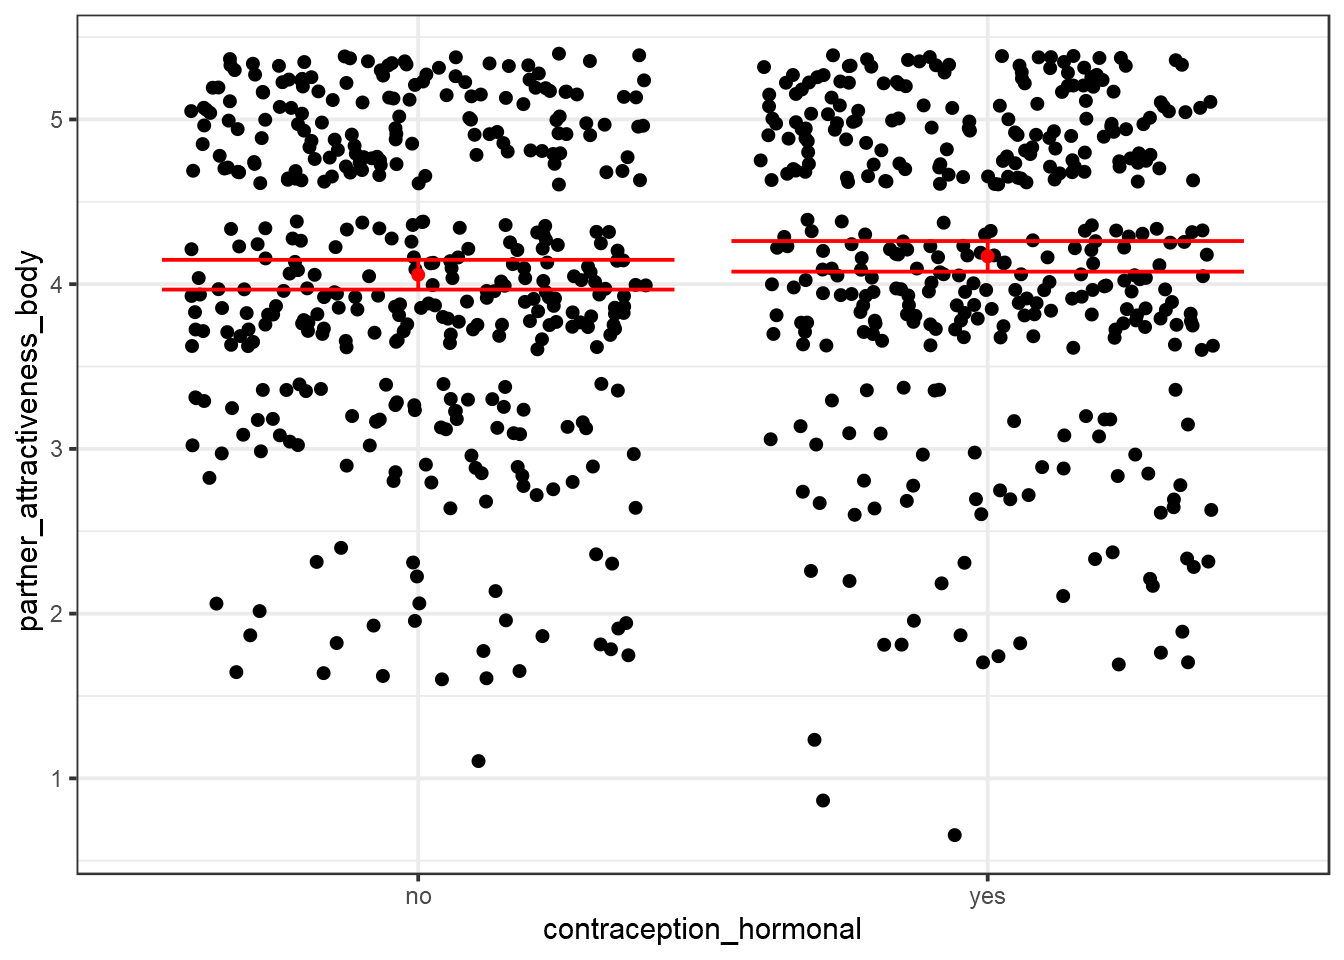 partner_attractiveness_body
5
4
3
2
1
no
yes
contraception_hormonal